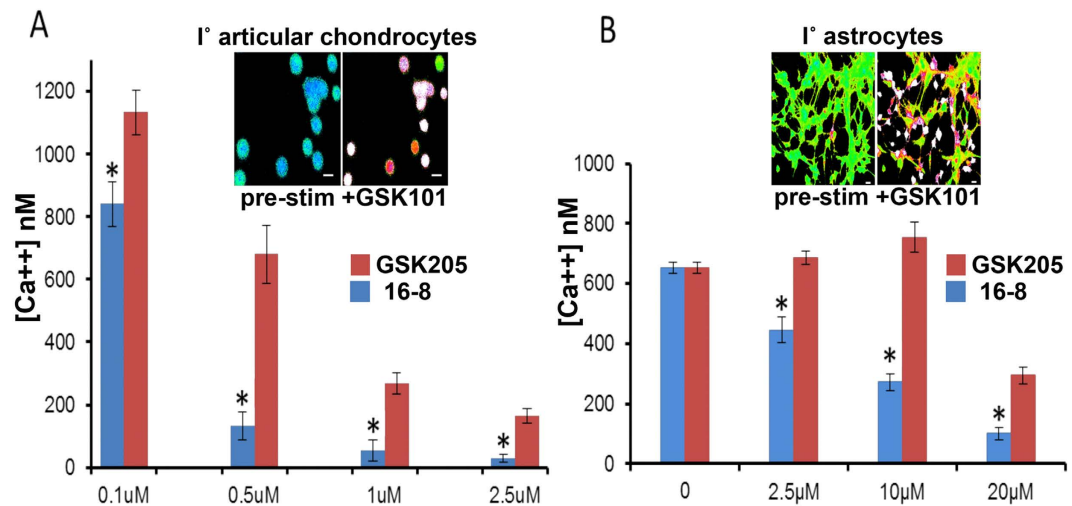 A
I° articular chondrocytes
pre-stim +GSK101
[Ca++] nM
1200
1000
800
600
400
200
0
*
*
*
*
GSK205
16-8
0.1uM
0.5uM
1uM
2.5uM
B
I° astrocytes
pre-stim +GSK101
[Ca++] nM
1000
800
600
400
200
0
*
*
*
GSK205
16-8
0
2.5µM
10µM
20µM